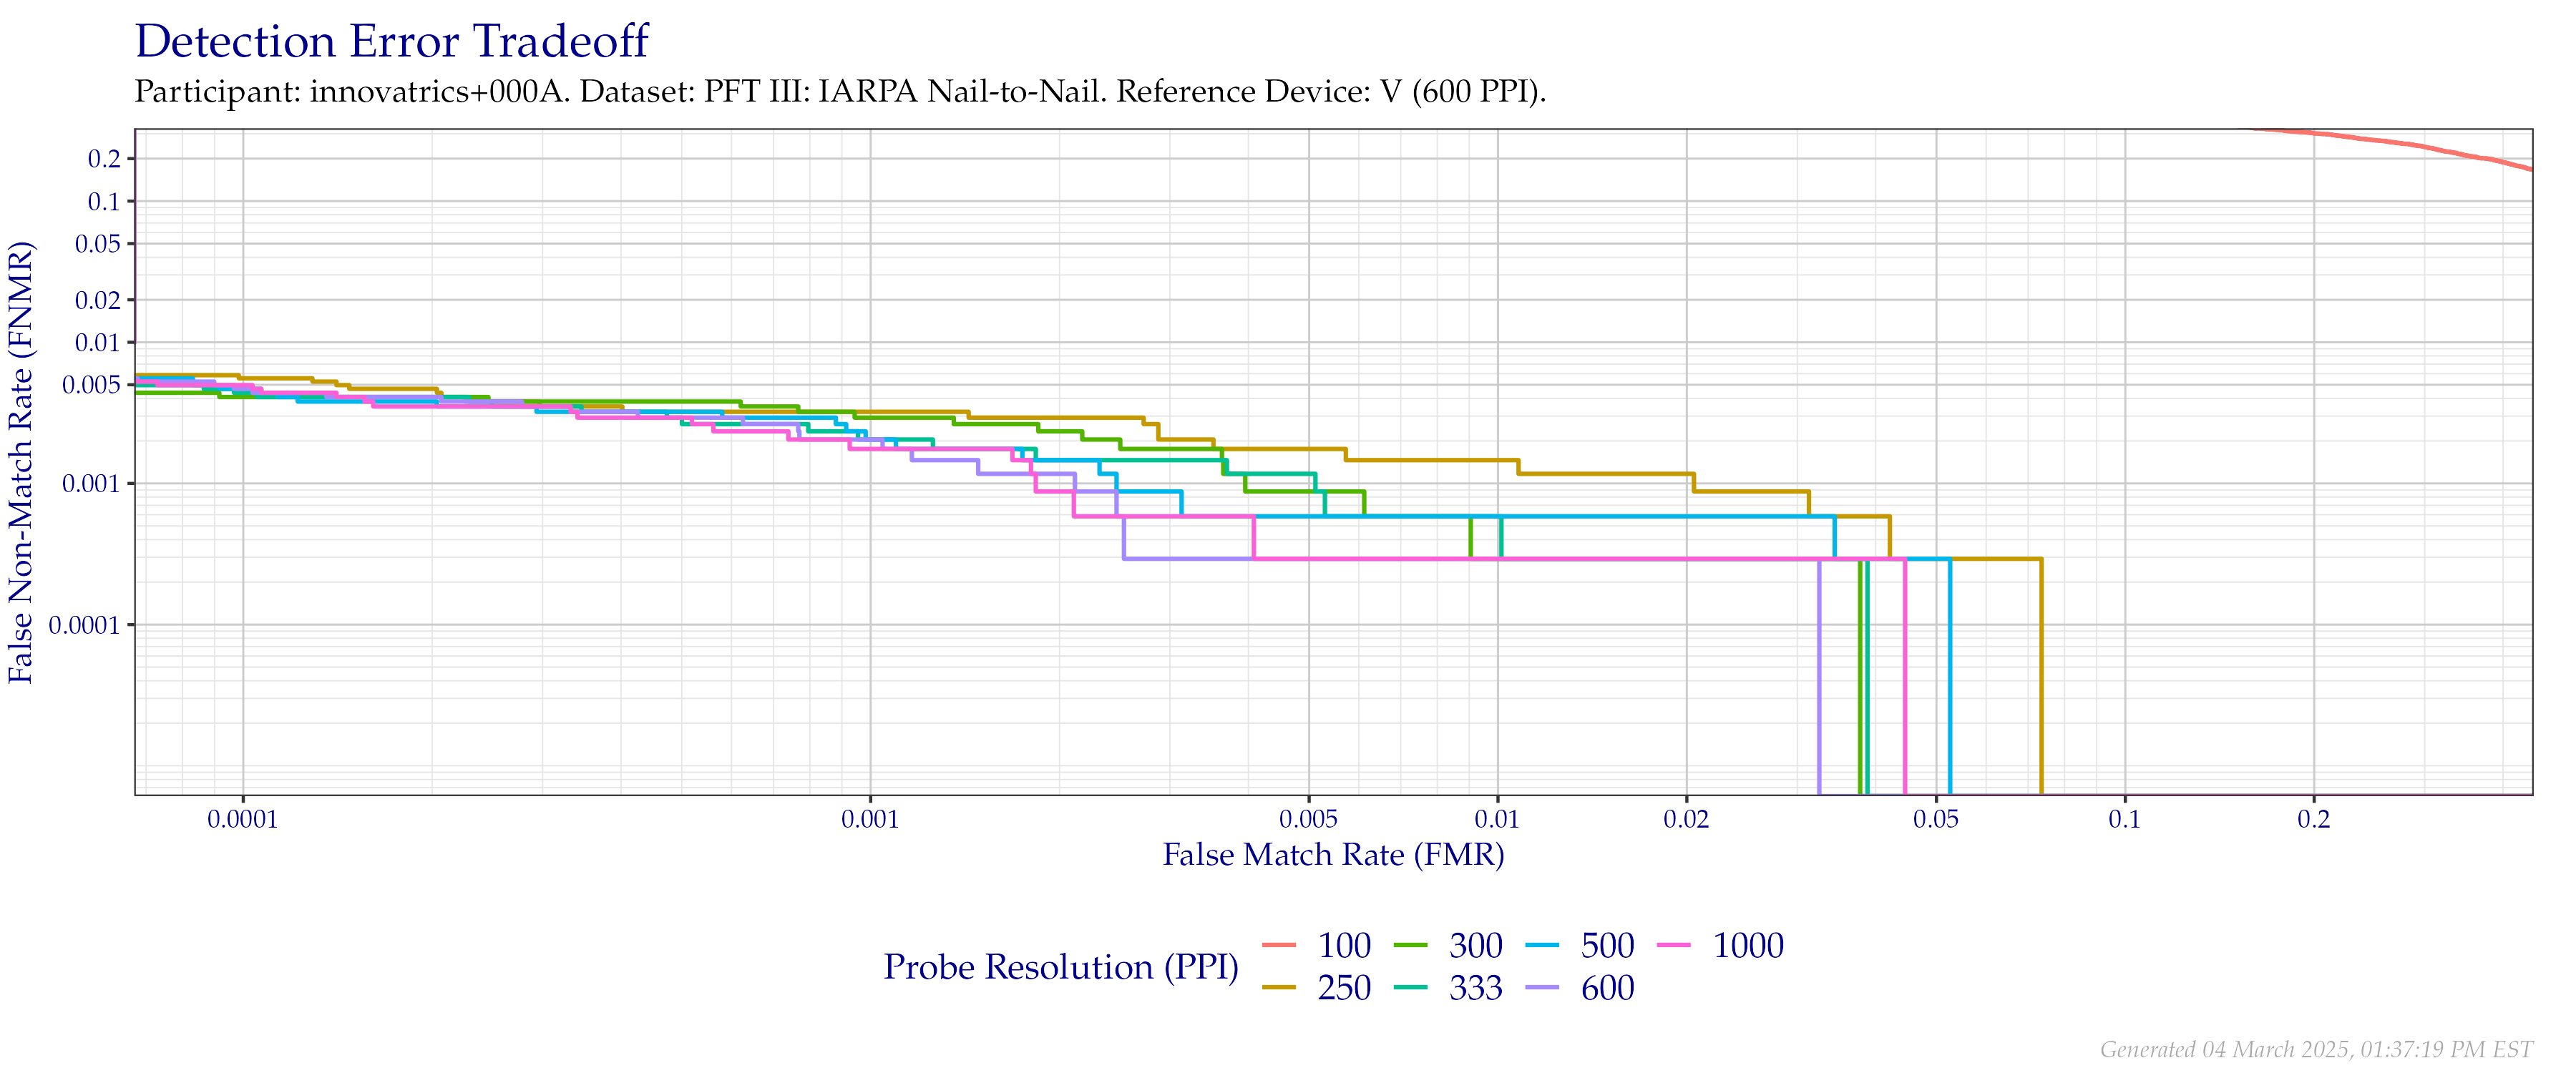 Detection Error Tradeoff
Participant: innovatrics+000A. Dataset: PFT III: IARPA Nail-to-Nail. Reference Device: V (600 PPI).
False Non-Match Rate (FNMR)
0.2
0.1
0.05
0.02
0.01
0.005
0.001
0.0001
0.0001 0.001 0.005 0.01 0.02 0.05 0.1 0.2
False Match Rate (FMR)
Probe Resolution (PPI)
100 300 500 1000
250 333 600
Generated 04 March 2025, 01:37:19 PM EST